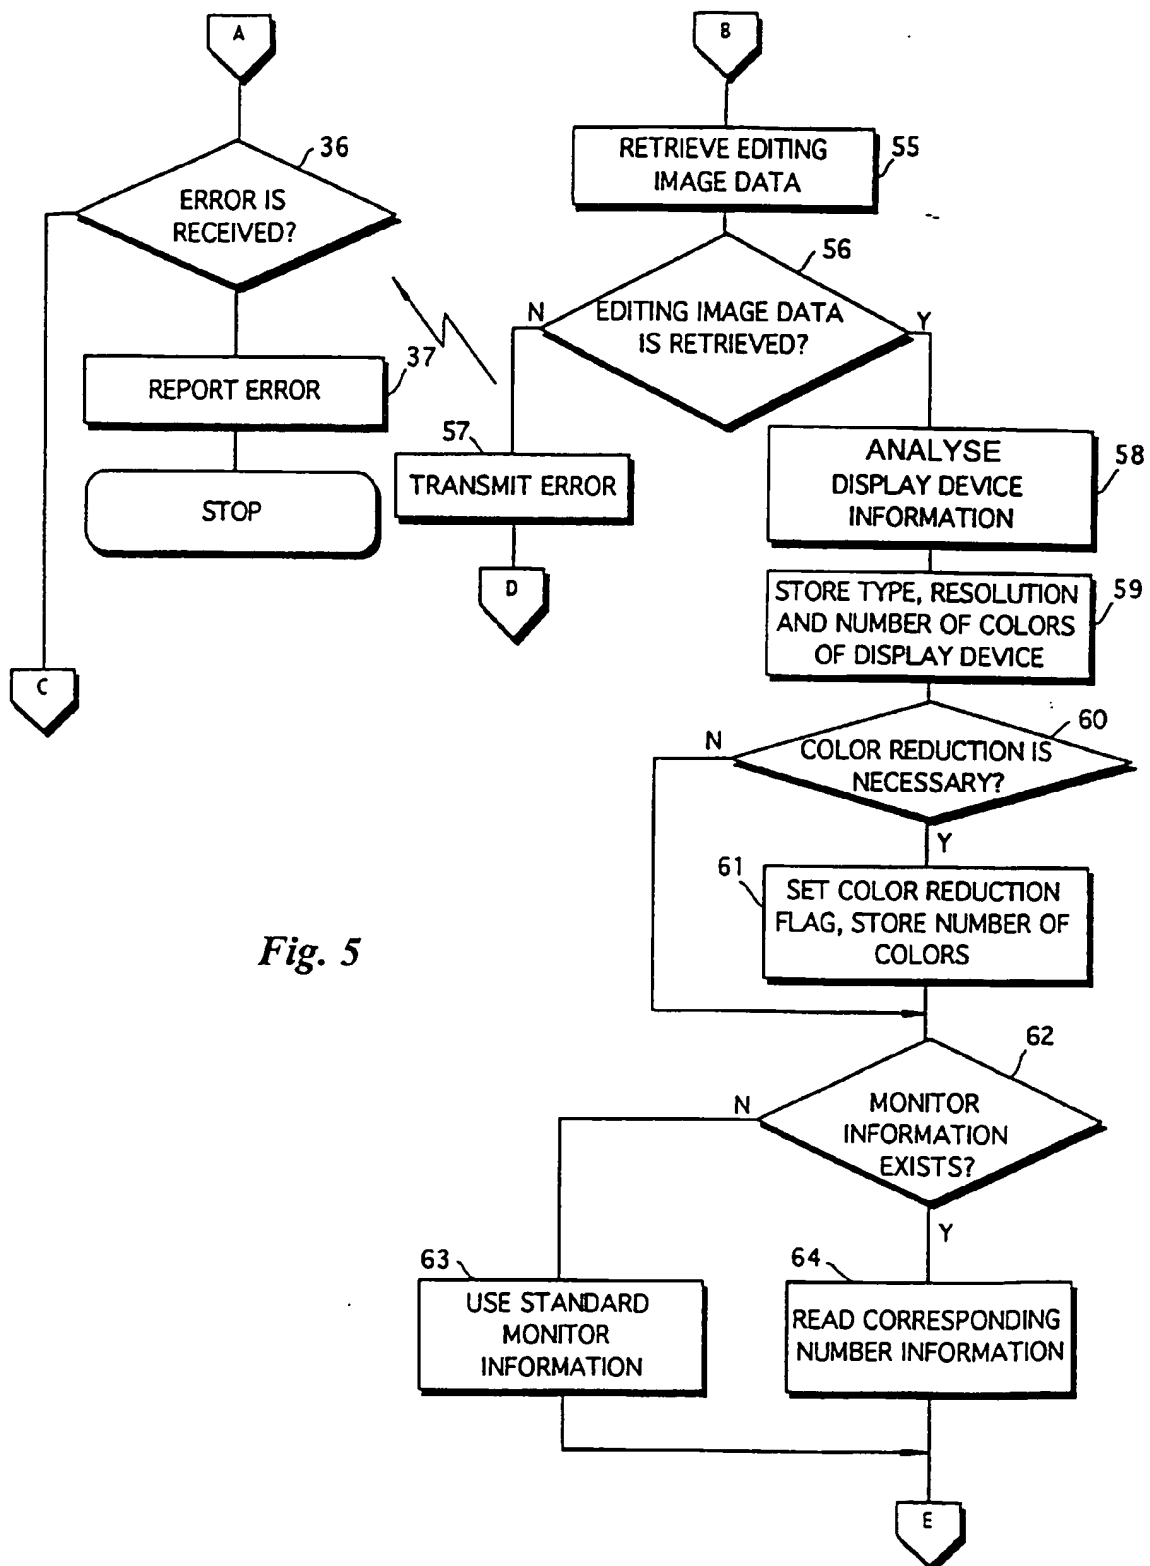 A
36
ERROR IS
RECEIVED?
37
REPORT ERROR
STOP
C
B
55
RETRIEVE EDITING
IMAGE DATA
56
N
EDITING IMAGE DATA
IS RETRIEVED?
Y
57
TRANSMIT ERROR
D
58
ANALYSE
DISPLAY DEVICE
INFORMATION
59
STORE TYPE, RESOLUTION
AND NUMBER OF COLORS
OF DISPLAY DEVICE
60
N
COLOR REDUCTION IS
NECESSARY?
Y
61
SET COLOR REDUCTION
FLAG, STORE NUMBER OF
COLORS
Fig. 5
62
N
MONITOR
INFORMATION
EXISTS?
Y
63
USE STANDARD
MONITOR
INFORMATION
64
READ CORRESPONDING
NUMBER INFORMATION
E